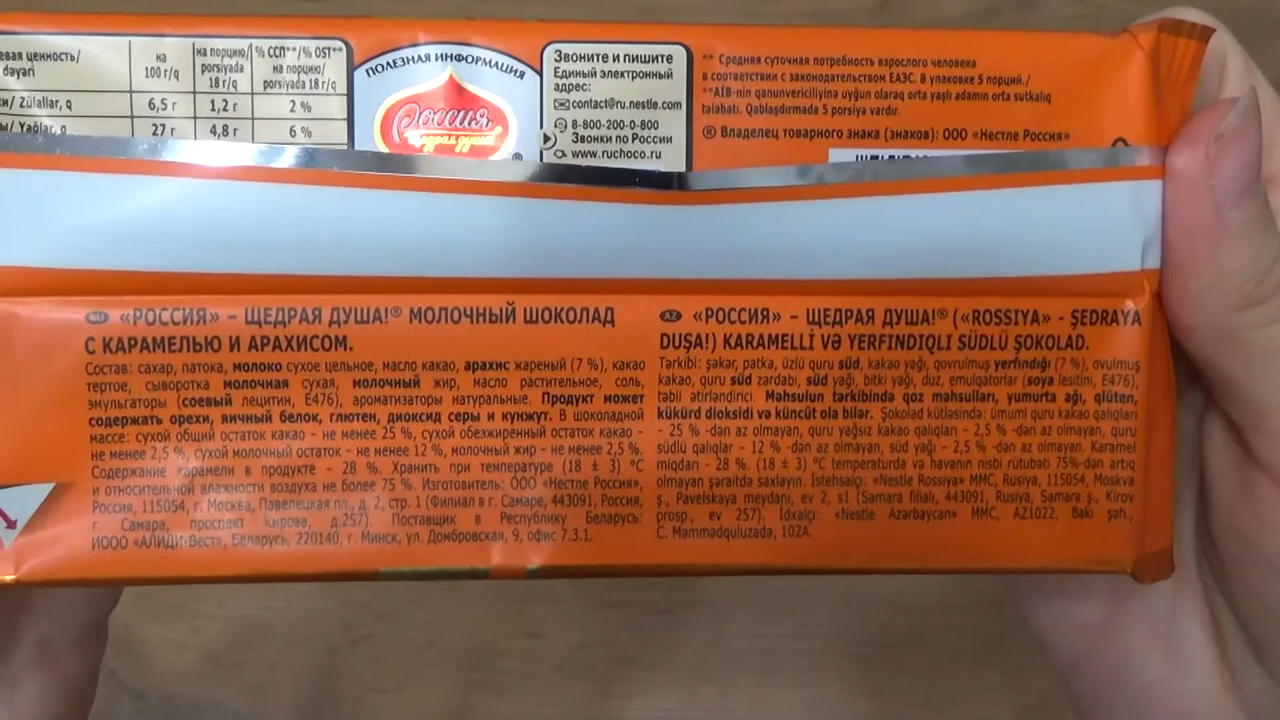 евая ценность/
dəyəri
на
100 г/q
на порцию/
porsiyada
18 г/q
% ССП**/% OST**
на порцию/
porsiyada 18 г/q
ки/ Zülallar, q
6,5 г
1,2 г
2 %
ы/ Yağlar, q
27 г
4,8 г
6 %
ПОЛЕЗНАЯ ИНФОРМАЦИЯ
Россия
щедрая душа!
®
Звоните и пишите
Единый электронный
адрес:
contact@ru.nestle.com
8-800-200-0-800
Звонки по России
www.ruchoco.ru
** Средняя суточная потребность взрослого человека
в соответствии с законодательством ЕАЭС. В упаковке 5 порций./
**AİB-nin qanunvericiliyinə uyğun olaraq orta yaşlı adamın orta sutkalıq
tələbatı. Qablaşdırmada 5 porsiya vardır.
® Владелец товарного знака (знаков): ООО «Нестле Россия»
RU «РОССИЯ» – ЩЕДРАЯ ДУША!® МОЛОЧНЫЙ ШОКОЛАД
С КАРАМЕЛЬЮ И АРАХИСОМ.
Состав: сахар, патока, молоко сухое цельное, масло какао, арахис жареный (7 %), какао
тертое, сыворотка молочная сухая, молочный жир, масло растительное, соль,
эмульгаторы (соевый лецитин, Е476), ароматизаторы натуральные. Продукт может
содержать орехи, яичный белок, глютен, диоксид серы и кунжут. В шоколадной
массе: сухой общий остаток какао – не менее 25 %, сухой обезжиренный остаток какао –
не менее 2,5 %, сухой молочный остаток – не менее 12 %, молочный жир – не менее 2,5 %.
Содержание карамели в продукте – 28 %. Хранить при температуре (18 ± 3) °С
и относительной влажности воздуха не более 75 %. Изготовитель: ООО «Нестле Россия»,
Россия, 115054, г. Москва, Павелецкая пл., д. 2, стр. 1 (Филиал в г. Самаре, 443091, Россия,
г. Самара, проспект Кирова, д.257). Поставщик в Республику Беларусь:
ИООО «АЛИДИ-Вест», Беларусь, 220140, г. Минск, ул. Домбровская, 9, офис 7.3.1.
AZ «РОССИЯ» – ЩЕДРАЯ ДУША!® («ROSSIYA» - ŞEDRAYA
DUŞA!) KARAMELLİ VƏ YERFINDIQLI SÜDLÜ ŞOKOLAD.
Tərkibi: şəkər, patka, üzlü quru süd, kakao yağı, qovrulmuş yerfındığı (7 %), ovulmuş
kakao, quru süd zərdabı, süd yağı, bitki yağı, duz, emulqatorlar (soya lesitini, E476),
təbii ətirləndirici. Məhsulun tərkibində qoz məhsulları, yumurta ağı, qlüten,
kükürd dioksidi və küncüt ola bilər. Şokolad kütləsində: ümumi quru kakao qalıqları
- 25 % -dən az olmayan, quru yağsız kakao qalıqları - 2,5 % -dən az olmayan, quru
südlü qalıqlar - 12 % -dən az olmayan, süd yağı - 2,5 % -dən az olmayan. Karamel
miqdarı - 28 %. (18 ± 3) °C temperaturda və havanın nisbi rütubəti 75%-dən artıq
olmayan şəraitdə saxlayın. İstehsalçı: «Nestle Rossiya» MMC, Rusiya, 115054, Moskva
ş., Pavelskaya meydanı, ev 2, s1 (Samara filialı, 443091, Rusiya, Samara ş., Kirov
prosp., ev 257). İdxalçı: «Nestle Azərbaycan» MMC, AZ1022, Bakı şəh.,
C. Məmmədquluzadə, 102A.